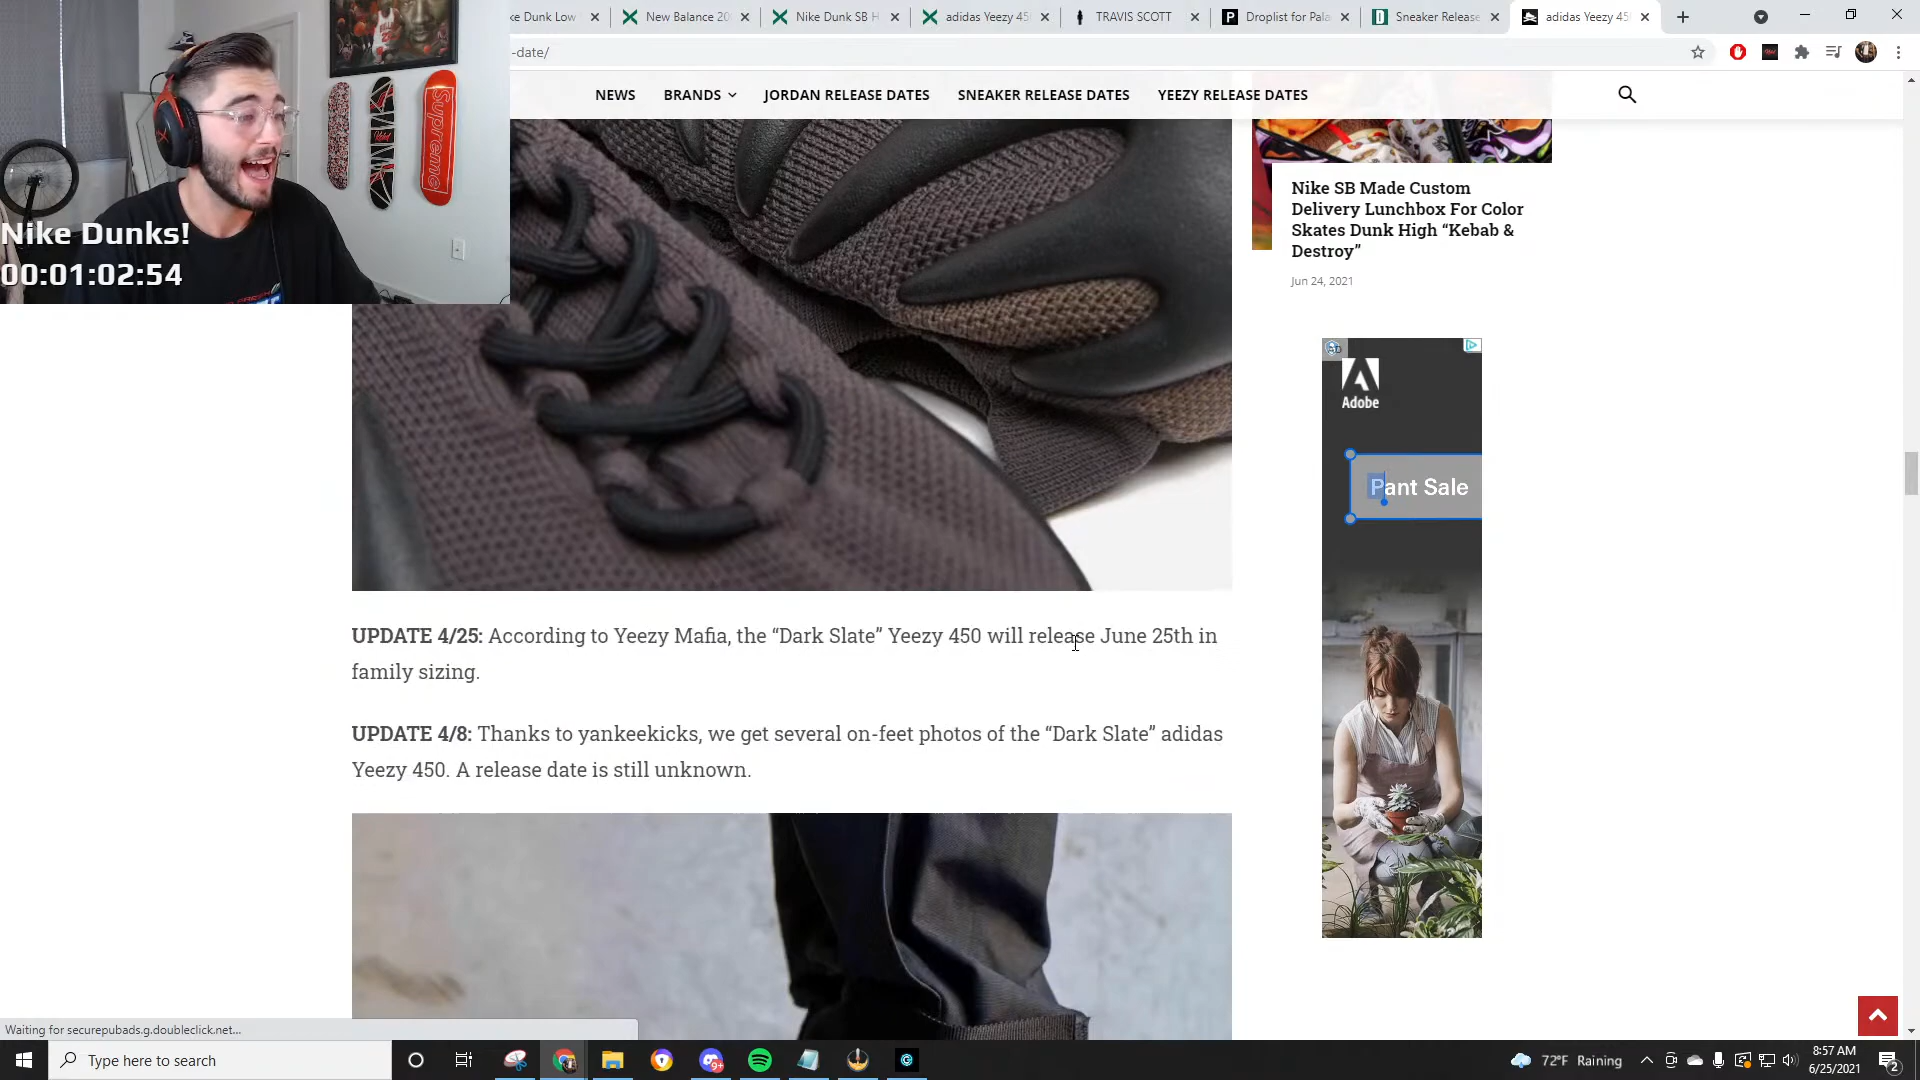 ke Dunk Low
New Balance 20
Nike Dunk SB H
adidas Yeezy 45
TRAVIS SCOTT
Droplist for Pala
Sneaker Release
adidas Yeezy 45
-date/
NEWS
BRANDS
JORDAN RELEASE DATES
SNEAKER RELEASE DATES
YEEZY RELEASE DATES
Supreme
Nike Dunks!
00:01:02:54
Nike SB Made Custom
Delivery Lunchbox For Color
Skates Dunk High “Kebab &
Destroy”
Jun 24, 2021
Adobe
Pant Sale
UPDATE 4/25: According to Yeezy Mafia, the “Dark Slate” Yeezy 450 will release June 25th in
family sizing.
UPDATE 4/8: Thanks to yankeekicks, we get several on-feet photos of the “Dark Slate” adidas
Yeezy 450. A release date is still unknown.
Waiting for securepubads.g.doubleclick.net...
Type here to search
9+
72°F Raining
8:57 AM
6/25/2021
2